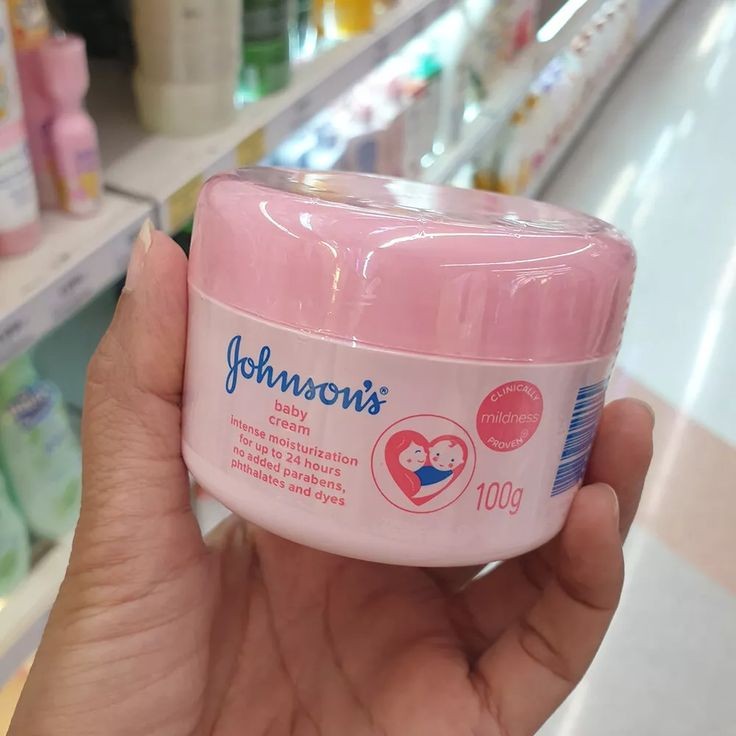 Johnson's®
baby
cream
intense moisturization
for up to 24 hours
no added parabens,
phthalates and dyes
CLINICALLY
mildness
PROVEN
100g